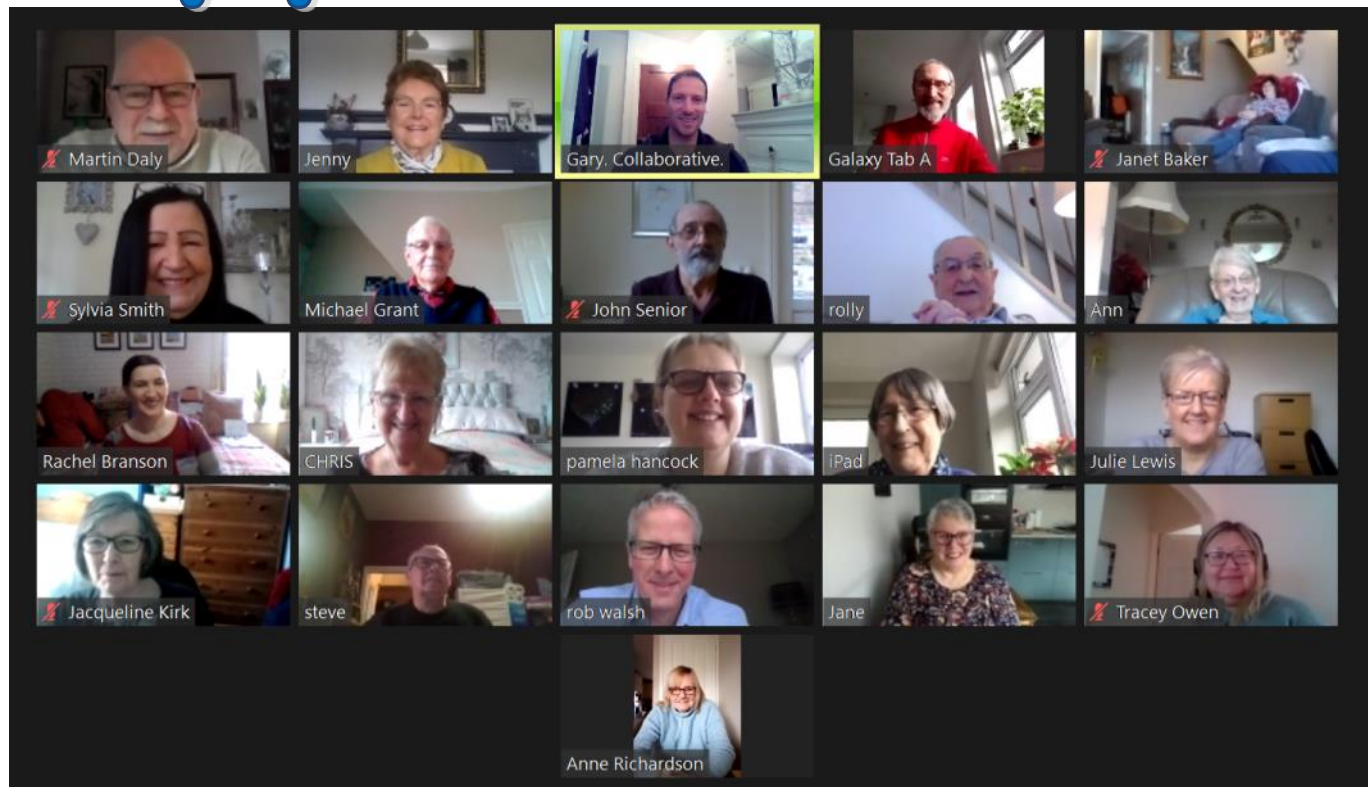 Martin Daly
Jenny
Gary. Collaborative.
Galaxy Tab A
Janet Baker
Sylvia Smith
Michael Grant
John Senior
rolly
Ann
Rachel Branson
CHRIS
pamela hancock
iPad
Julie Lewis
Jacqueline Kirk
steve
rob walsh
Jane
Tracey Owen
Anne Richardson